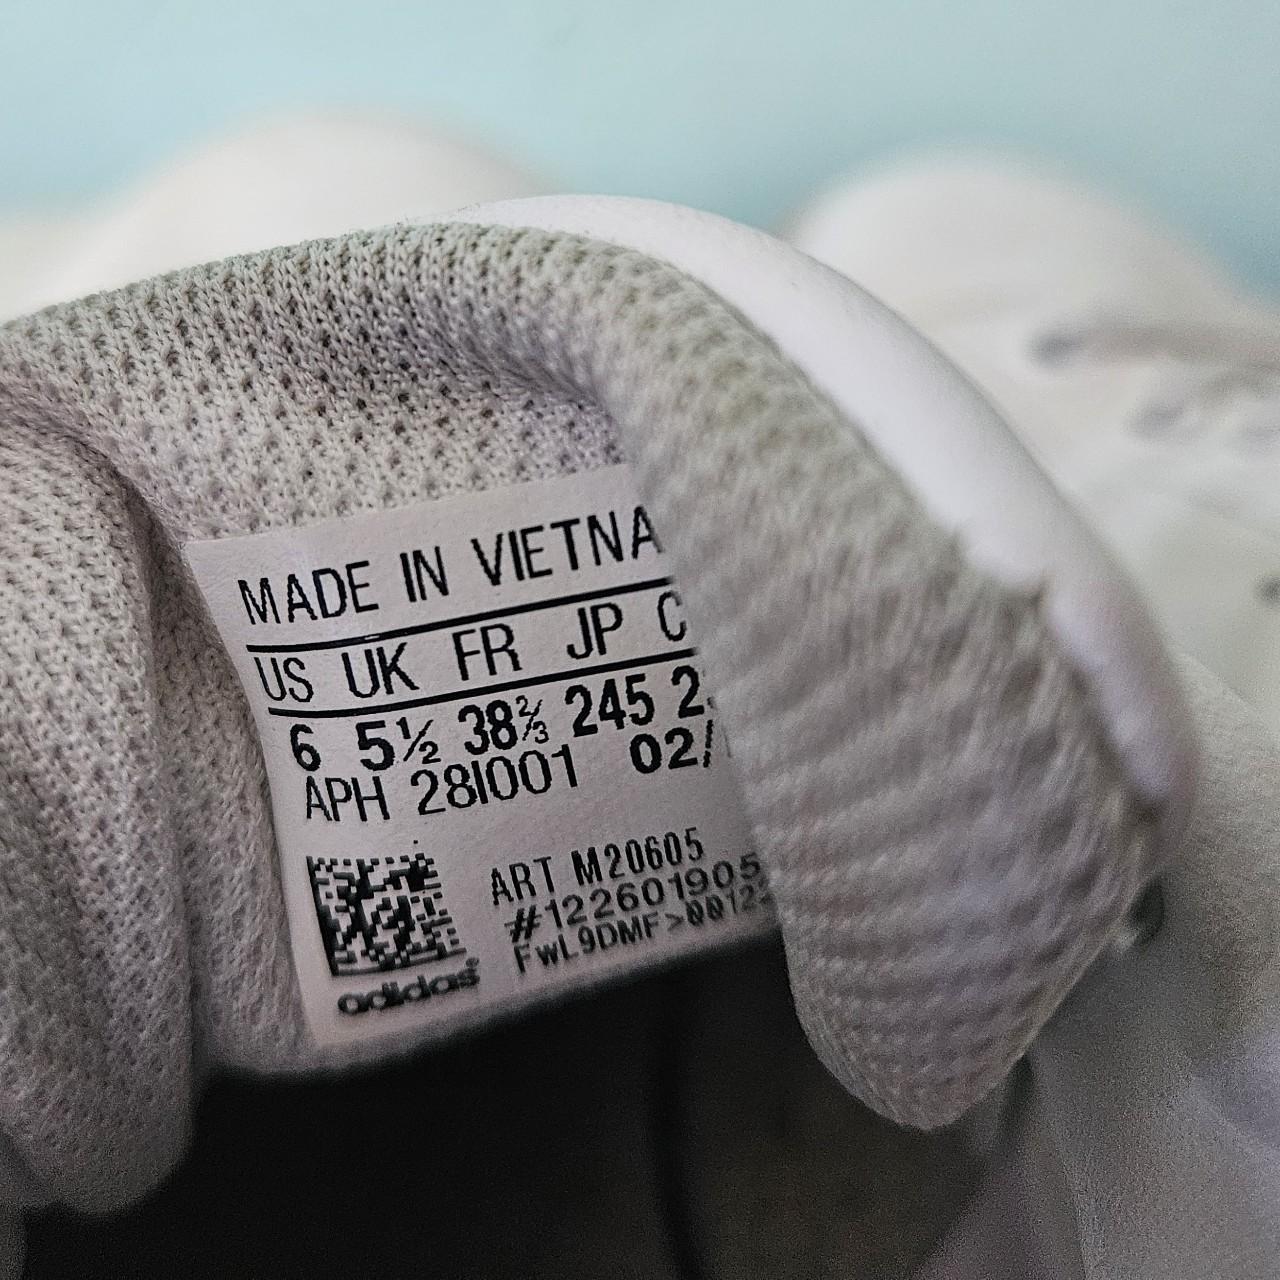 MADE IN VIETNA
US UK FR JP C
6 5½ 38⅔ 245 2
APH 28I001 02/
ART M20605
#122601905
FwL9DMF>00122
adidas